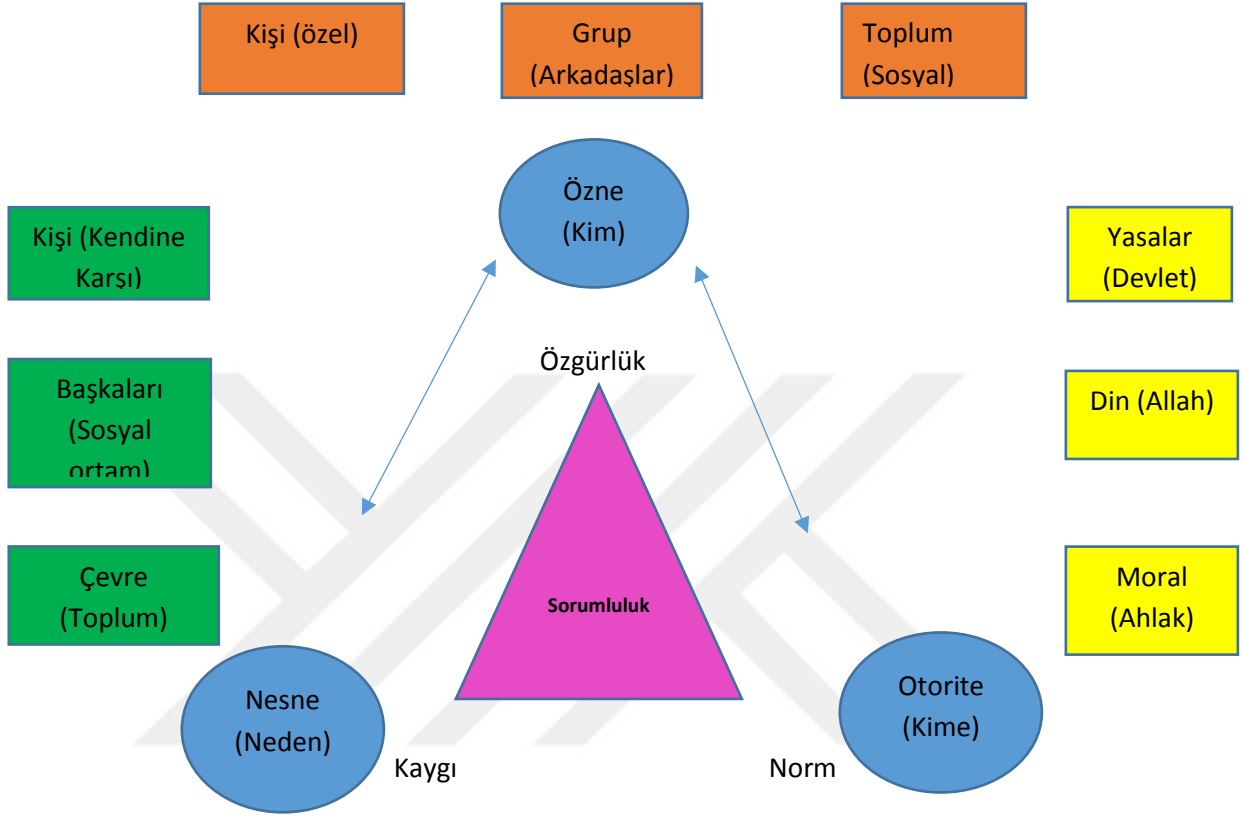 Kişi (özel)
Grup
(Arkadaşlar)
Toplum
(Sosyal)
Özne
(Kim)
Kişi (Kendine
Karşı)
Yasalar
(Devlet)
Özgürlük
Başkaları
(Sosyal
ortam)
Din (Allah)
Çevre
(Toplum)
Sorumluluk
Moral
(Ahlak)
Nesne
(Neden)
Otorite
(Kime)
Kaygı
Norm